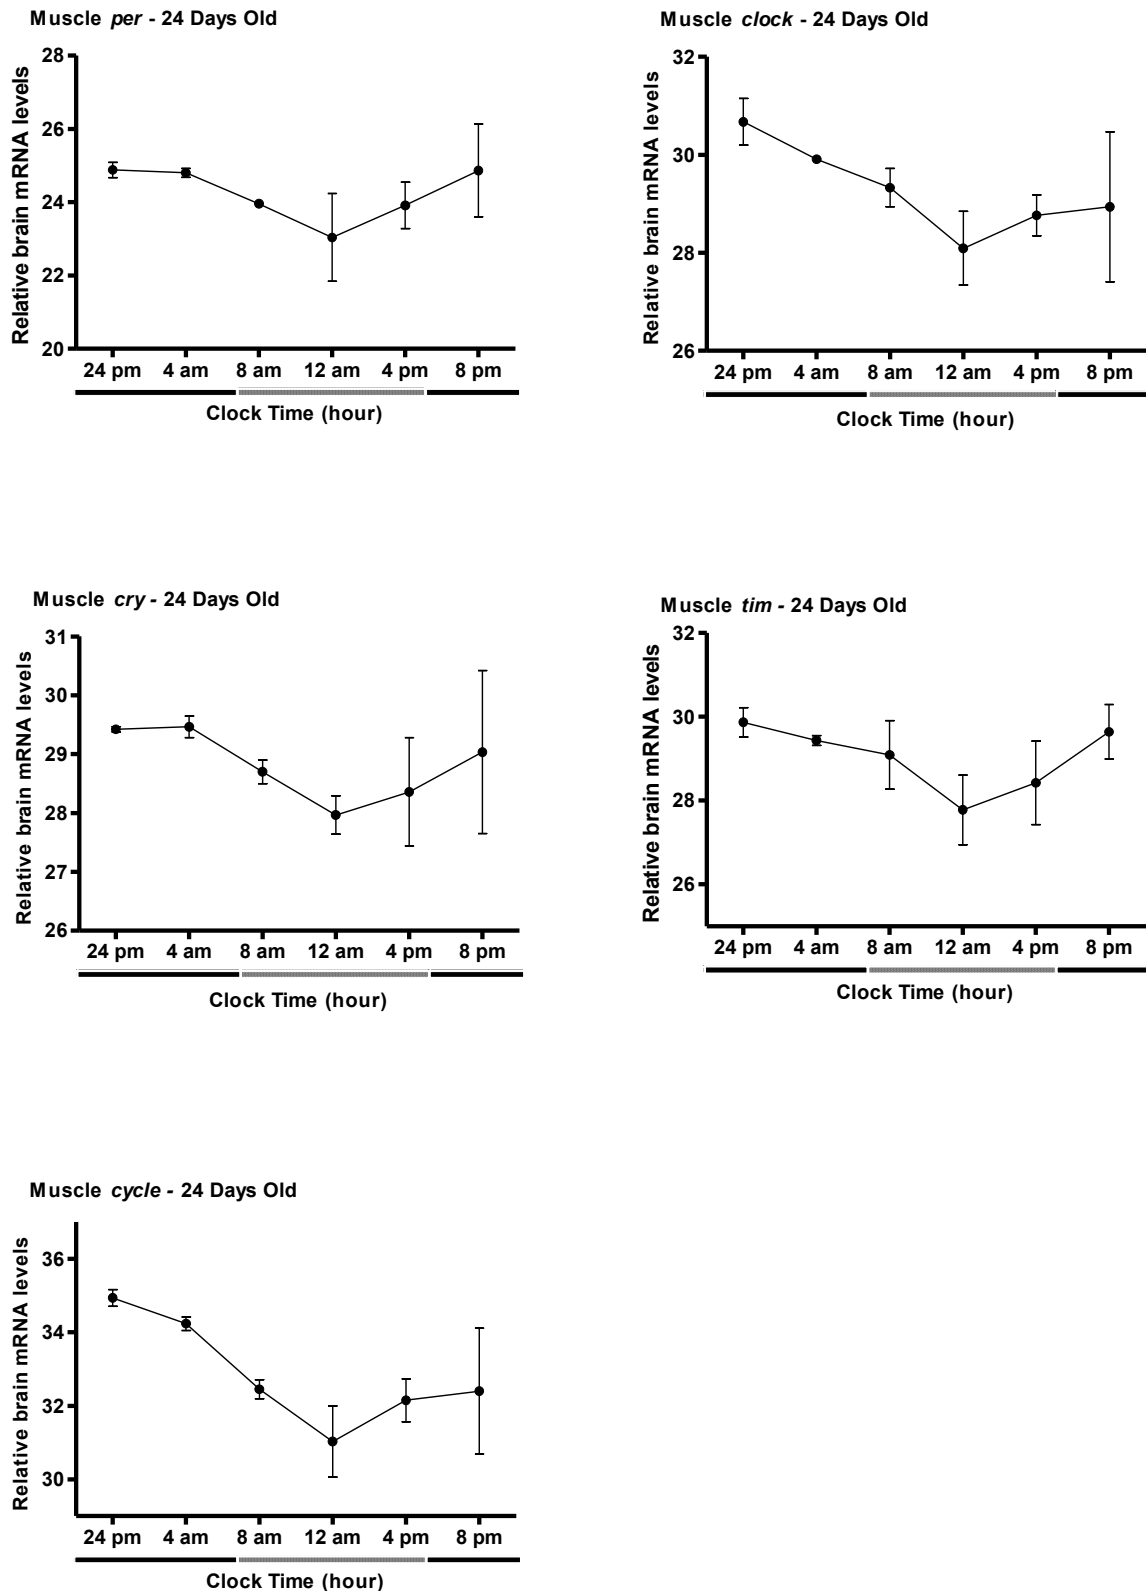 Muscle per - 24 Days Old
Relative brain mRNA levels
28
26
24
22
20
24 pm 4 am 8 am 12 am 4 pm 8 pm
Clock Time (hour)
Muscle clock - 24 Days Old
Relative brain mRNA levels
32
30
28
26
24 pm 4 am 8 am 12 am 4 pm 8 pm
Clock Time (hour)
Muscle cry - 24 Days Old
Relative brain mRNA levels
31
30
29
28
27
26
24 pm 4 am 8 am 12 am 4 pm 8 pm
Clock Time (hour)
Muscle tim - 24 Days Old
Relative brain mRNA levels
32
30
28
26
24 pm 4 am 8 am 12 am 4 pm 8 pm
Clock Time (hour)
Muscle cycle - 24 Days Old
Relative brain mRNA levels
36
34
32
30
24 pm 4 am 8 am 12 am 4 pm 8 pm
Clock Time (hour)